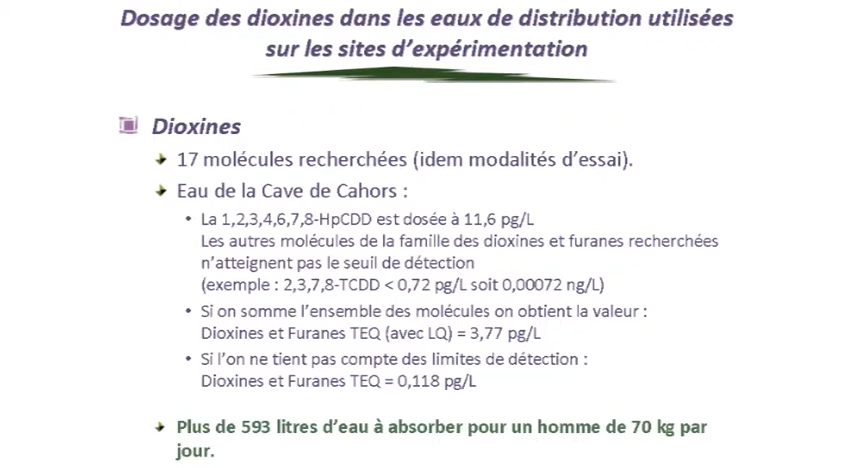 Dosage des dioxines dans les eaux de distribution utilisées
sur les sites d'expérimentation
Dioxines
17 molécules recherchées (idem modalités d'essai).
Eau de la Cave de Cahors :
• La 1,2,3,4,6,7,8-HpCDD est dosée à 11,6 pg/L
Les autres molécules de la famille des dioxines et furanes recherchées
n'atteignent pas le seuil de détection
(exemple : 2,3,7,8-TCDD < 0,72 pg/L soit 0,00072 ng/L)
• Si on somme l'ensemble des molécules on obtient la valeur :
Dioxines et Furanes TEQ (avec LQ) = 3,77 pg/L
• Si l'on ne tient pas compte des limites de détection :
Dioxines et Furanes TEQ = 0,118 pg/L
Plus de 593 litres d'eau à absorber pour un homme de 70 kg par
jour.